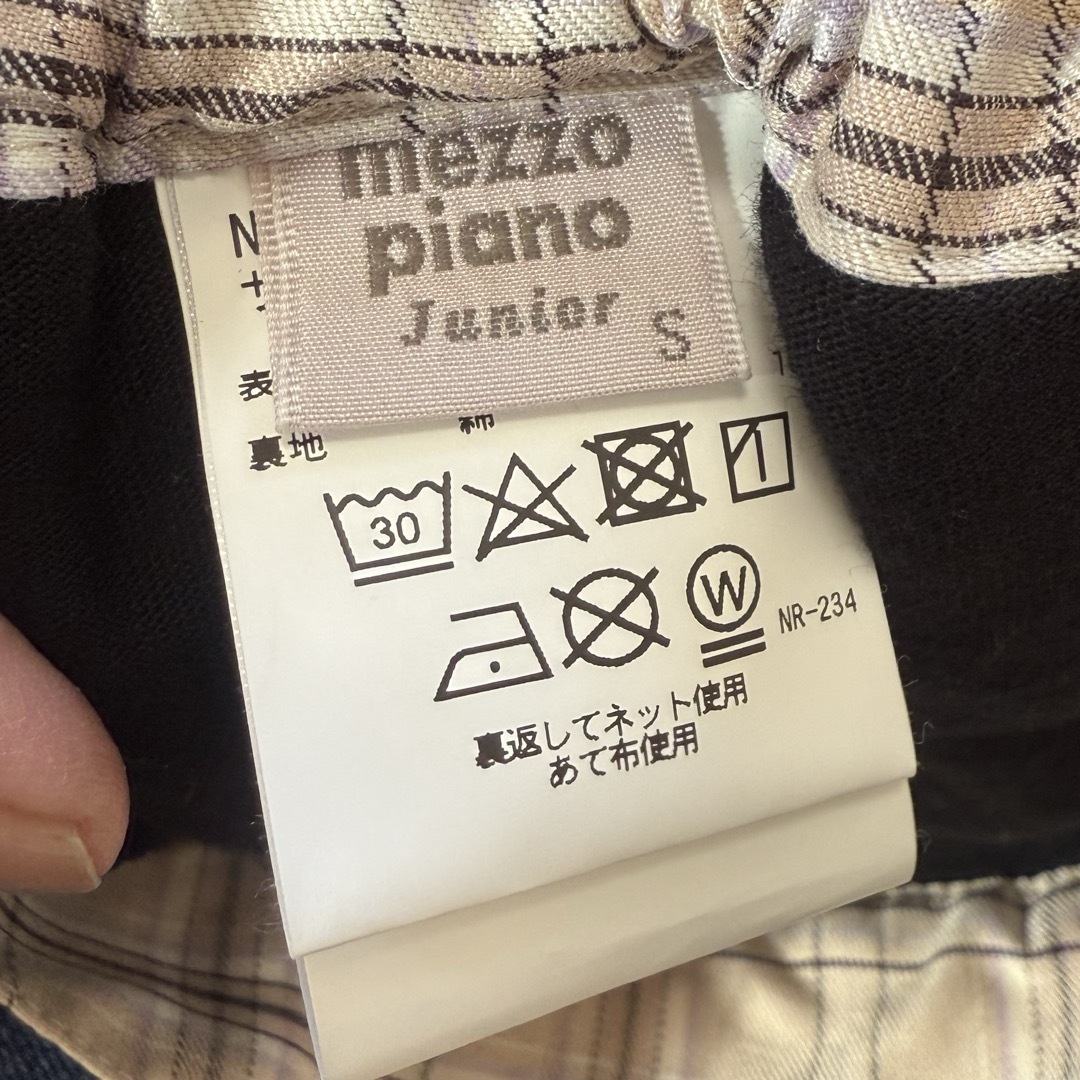 mezzo
piano
Junior
S
表
裏地
30
W
NR-234
裏返してネット使用
あて布使用